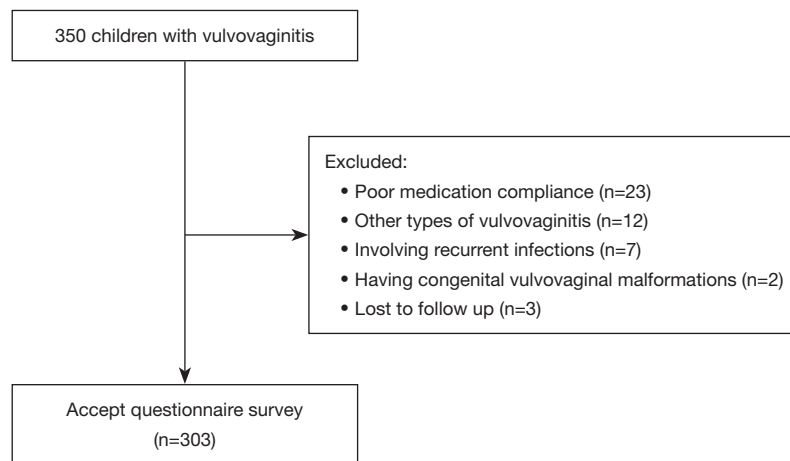 350 children with vulvovaginitis
Excluded:
• Poor medication compliance (n=23)
• Other types of vulvovaginitis (n=12)
• Involving recurrent infections (n=7)
• Having congenital vulvovaginal malformations (n=2)
• Lost to follow up (n=3)
Accept questionnaire survey
(n=303)